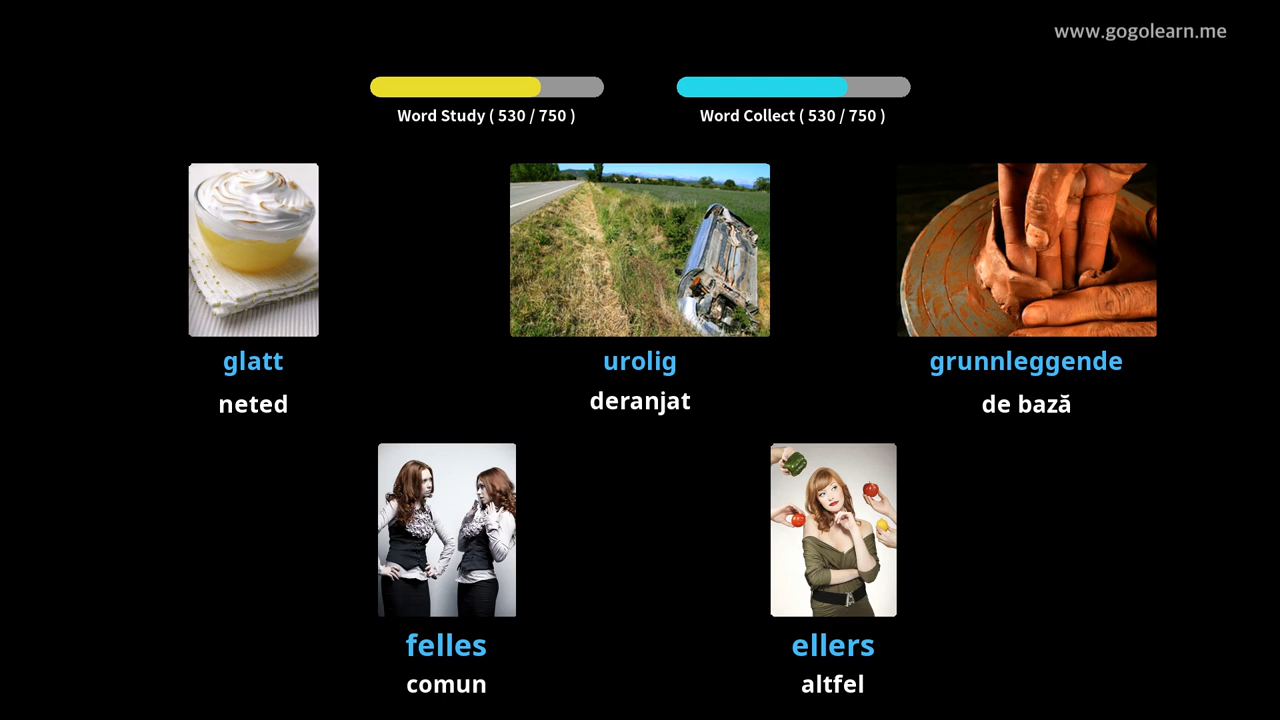 www.gogolearn.me
Word Study ( 530 / 750 )
Word Collect ( 530 / 750 )
glatt
neted
urolig
deranjat
grunnleggende
de bază
felles
comun
ellers
altfel